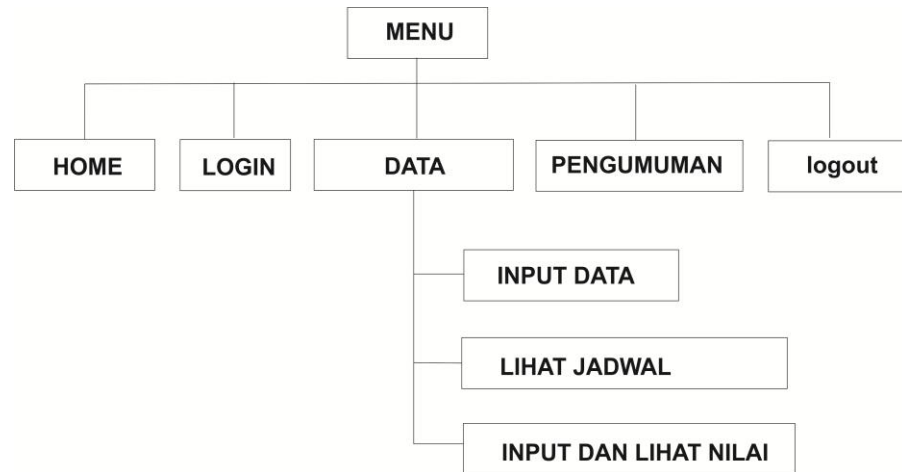 MENU
HOME
LOGIN
DATA
PENGUMUMAN
logout
INPUT DATA
LIHAT JADWAL
INPUT DAN LIHAT NILAI